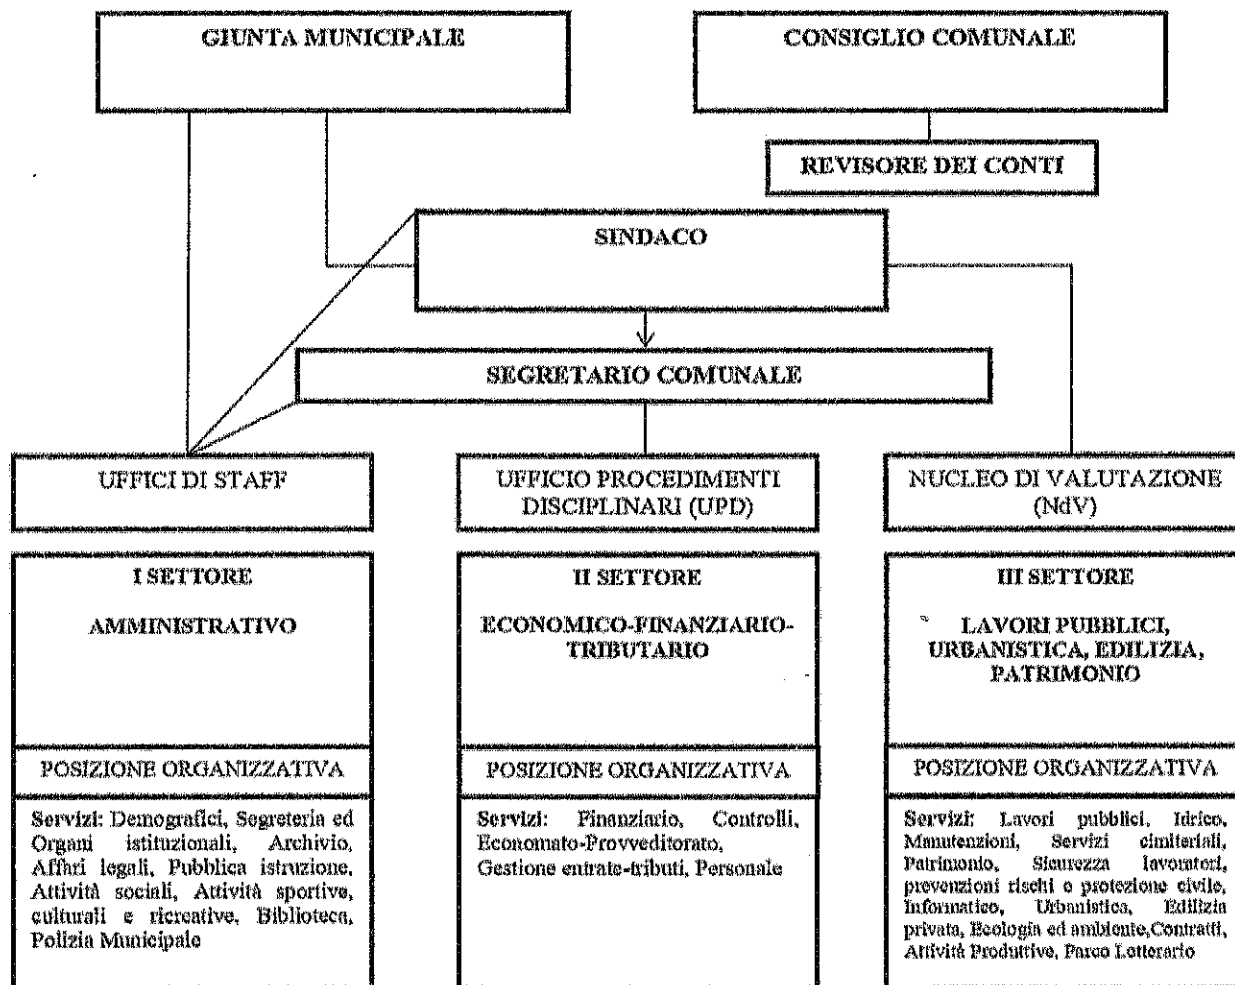 GIUNTA MUNICIPALE
CONSIGLIO COMUNALE
REVISORE DEI CONTI
SINDACO
SEGRETARIO COMUNALE
UFFICI DI STAFF
UFFICIO PROCEDIMENTI
DISCIPLINARI (UPD)
NUCLEO DI VALUTAZIONE
(NdV)
I SETTORE
AMMINISTRATIVO
POSIZIONE ORGANIZZATIVA
Servizi: Demografici, Segreteria ed
Organi istituzionali, Archivio,
Affari legali, Pubblica istruzione,
Attività sociali, Attività sportive,
culturali e ricreative, Biblioteca,
Polizia Municipale
II SETTORE
ECONOMICO-FINANZIARIO-
TRIBUTARIO
POSIZIONE ORGANIZZATIVA
Servizi: Finanziario, Controlli,
Economato-Provveditorato,
Gestione entrate-tributi, Personale
III SETTORE
LAVORI PUBBLICI,
URBANISTICA, EDILIZIA,
PATRIMONIO
POSIZIONE ORGANIZZATIVA
Servizi: Lavori pubblici, Idrico,
Manutenzioni, Servizi cimiteriali,
Patrimonio, Sicurezza lavoratori,
prevenzioni rischi e protezione civile,
Informatico, Urbanistica, Edilizia
privata, Ecologia ed ambiente,Contratti,
Attività Produttive, Parco Letterario